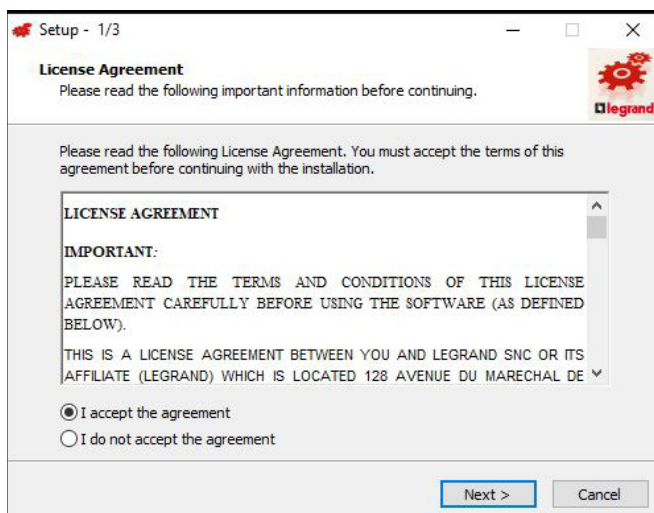 Setup - 1/3
License Agreement
Please read the following important information before continuing.
legrand
Please read the following License Agreement. You must accept the terms of this
agreement before continuing with the installation.
LICENSE AGREEMENT
IMPORTANT:
PLEASE READ THE TERMS AND CONDITIONS OF THIS LICENSE
AGREEMENT CAREFULLY BEFORE USING THE SOFTWARE (AS DEFINED
BELOW).
THIS IS A LICENSE AGREEMENT BETWEEN YOU AND LEGRAND SNC OR ITS
AFFILIATE (LEGRAND) WHICH IS LOCATED 128 AVENUE DU MARECHAL DE
I accept the agreement
I do not accept the agreement
Next >
Cancel